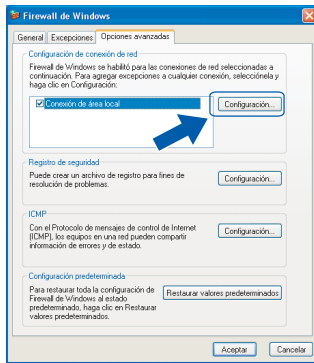 Firewall de Windows
General Excepciones Opciones avanzadas
Configuración de conexión de red
Firewall de Windows se habilitó para las conexiones de red seleccionadas a
continuación. Para agregar excepciones a cualquier conexión, selecciónela y
haga clic en Configuración:
Conexión de área local
Configuración...
Registro de seguridad
Puede crear un archivo de registro para fines de
resolución de problemas.
Configuración...
ICMP
Con el Protocolo de mensajes de control de Internet
(ICMP), los equipos en una red pueden compartir
información de errores y de estado.
Configuración...
Configuración predeterminada
Para restaurar toda la configuración de
Firewall de Windows al estado
predeterminado, haga clic en Restaurar
valores predeterminados.
Restaurar valores predeterminados
Aceptar Cancelar